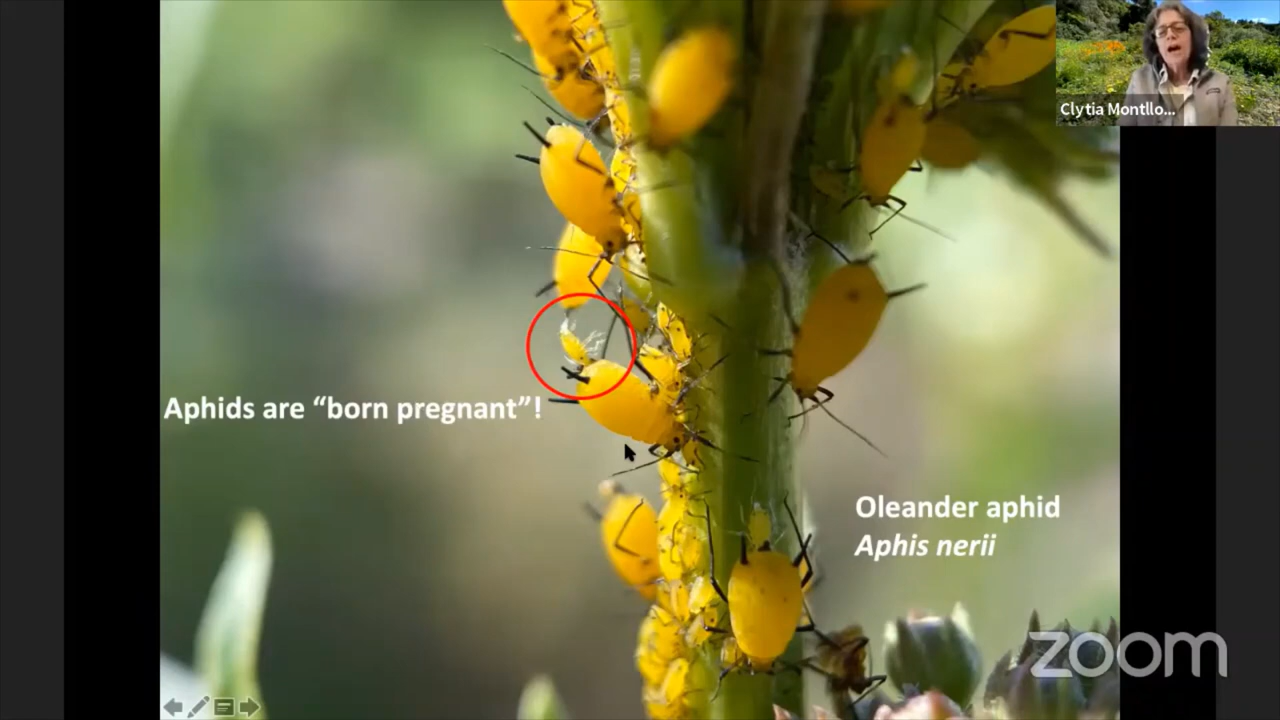 Clytia Montllo...
Aphids are “born pregnant”!
Oleander aphid
Aphis nerii
zoom